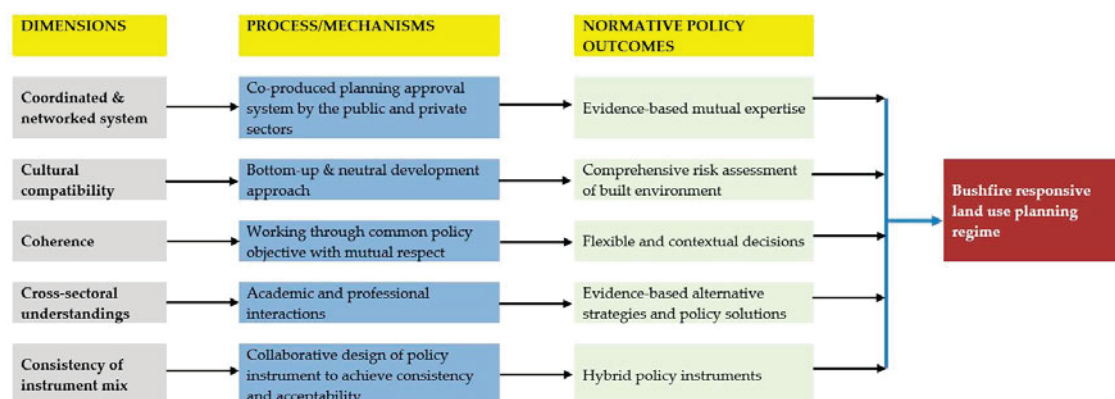 DIMENSIONS
PROCESS/MECHANISMS
NORMATIVE POLICY
OUTCOMES
Coordinated &
networked system
Co-produced planning approval
system by the public and private
sectors
Evidence-based mutual expertise
Cultural
compatibility
Bottom-up & neutral development
approach
Comprehensive risk assessment
of built environment
Coherence
Working through common policy
objective with mutual respect
Flexible and contextual decisions
Cross-sectoral
understandings
Academic and professional
interactions
Evidence-based alternative
strategies and policy solutions
Consistency of
instrument mix
Collaborative design of policy
instrument to achieve consistency
and acceptability
Hybrid policy instruments
Bushfire responsive
land use planning
regime